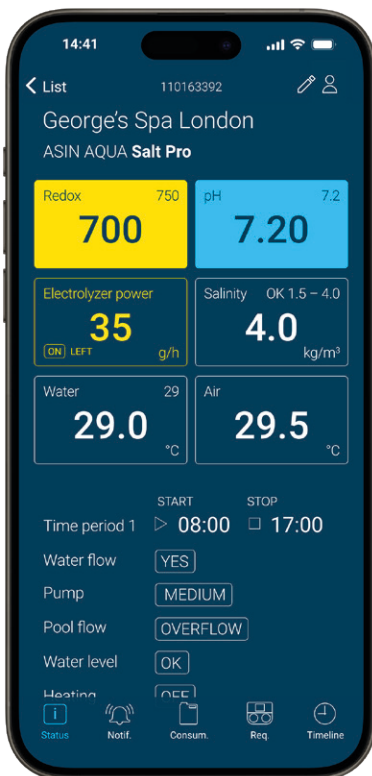 14:41
List 110163392
George's Spa London
ASIN AQUA Salt Pro
Redox 750 pH 7.2
700 7.20
Electrolyzer power Salinity OK 1.5 – 4.0
35 4.0
ON LEFT g/h kg/m³
Water 29 Air
29.0 29.5
°C °C
START STOP
Time period 1 08:00 17:00
Water flow YES
Pump MEDIUM
Pool flow OVERFLOW
Water level OK
Heating OFF
i
Status Notif. Consum. Req. Timeline